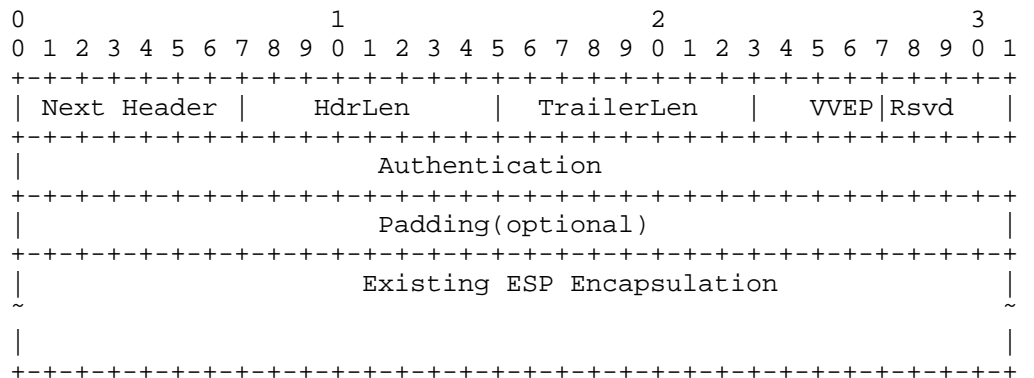 0                   1                   2                   3
0 1 2 3 4 5 6 7 8 9 0 1 2 3 4 5 6 7 8 9 0 1 2 3 4 5 6 7 8 9 0 1
+-+-+-+-+-+-+-+-+-+-+-+-+-+-+-+-+-+-+-+-+-+-+-+-+-+-+-+-+-+-+-+
| Next Header |    HdrLen     |  TrailerLen   |   VVEP|Rsvd   |
+-+-+-+-+-+-+-+-+-+-+-+-+-+-+-+-+-+-+-+-+-+-+-+-+-+-+-+-+-+-+-+
|                      Authentication
+-+-+-+-+-+-+-+-+-+-+-+-+-+-+-+-+-+-+-+-+-+-+-+-+-+-+-+-+-+-+-+
|                      Padding(optional)                      |
+-+-+-+-+-+-+-+-+-+-+-+-+-+-+-+-+-+-+-+-+-+-+-+-+-+-+-+-+-+-+-+
|                     Existing ESP Encapsulation              |
~                                                             ~
|                                                             |
+-+-+-+-+-+-+-+-+-+-+-+-+-+-+-+-+-+-+-+-+-+-+-+-+-+-+-+-+-+-+-+